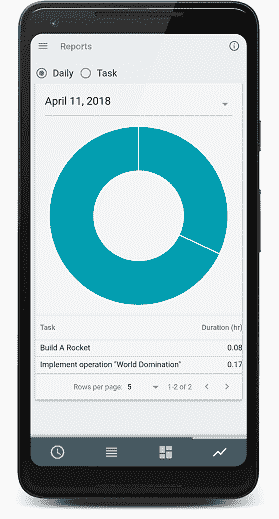 Reports
Daily Task
April 11, 2018
Task Duration (hr)
Build A Rocket 0.08
Implement operation "World Domination" 0.17
Rows per page: 5 1-2 of 2